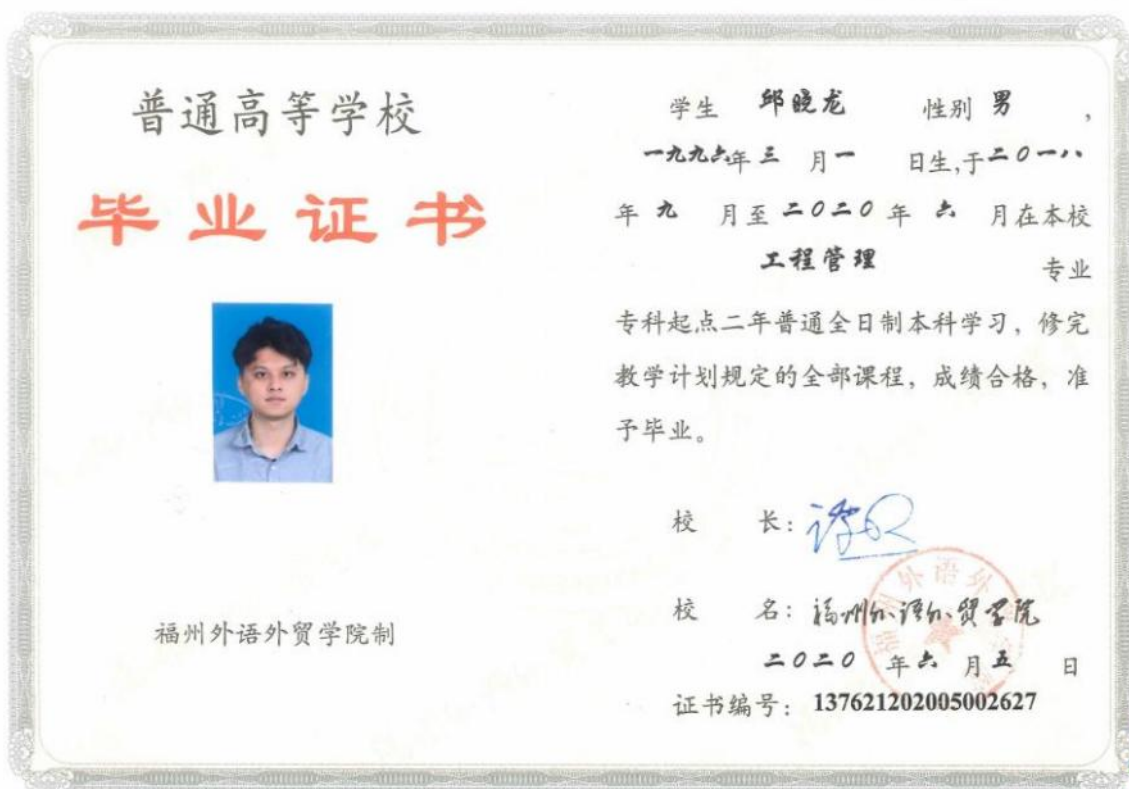 普通高等学校
毕业证书
福州外语外贸学院制
学生 邱晓龙 性别 男 ,
一九九六年 三 月 一 日生,于二0一八
年 九 月至 二0二0 年 六 月在本校
工程管理 专业
专科起点二年普通全日制本科学习，修完
教学计划规定的全部课程，成绩合格，准
予毕业。
校 长：
校 名：福州外语外贸学院
二0二0 年 六 月 五 日
证书编号：137621202005002627